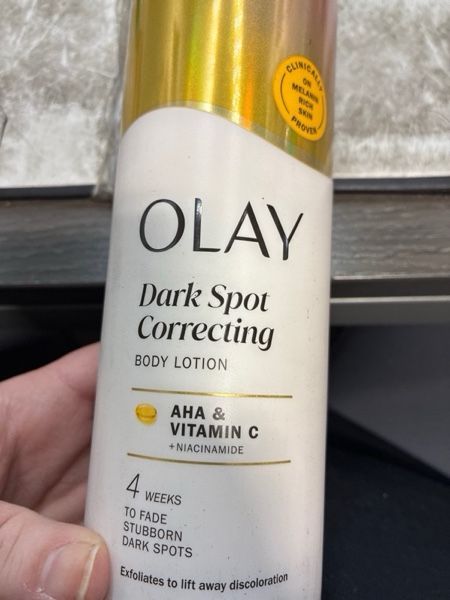 CLINICALLY
ON
MELANIN
RICH
SKIN
PROVEN
OLAY
Dark Spot
Correcting
BODY LOTION
AHA &
VITAMIN C
+NIACINAMIDE
4 WEEKS
TO FADE
STUBBORN
DARK SPOTS
Exfoliates to lift away discoloration